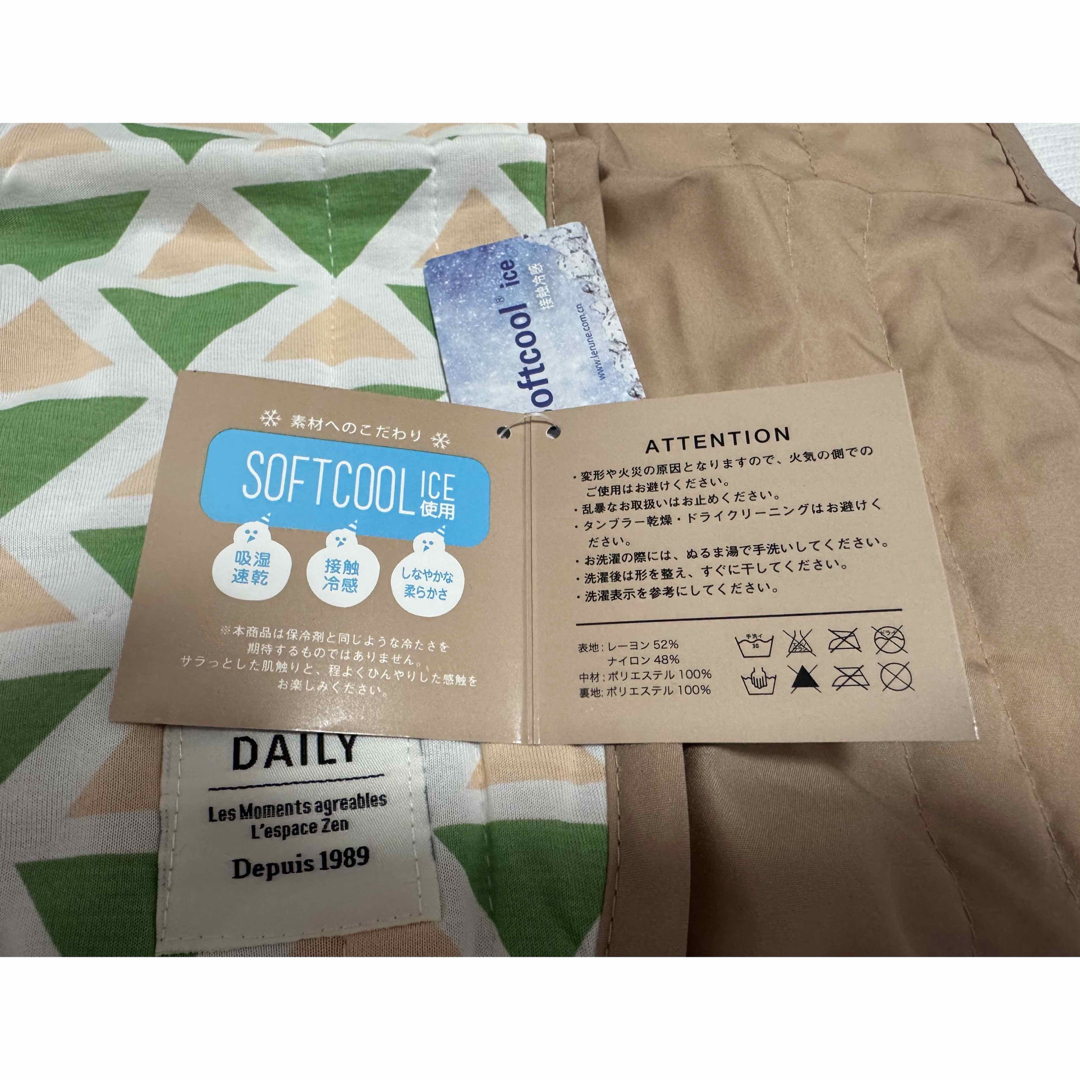 softcool® ice
接触冷感
www.lerune.com.cn
素材へのこだわり
SOFTCOOL ICE 使用
吸湿
速乾
接触
冷感
しなやかな
柔らかさ
※本商品は保冷剤と同じような冷たさを
期待するものではありません。
サラっとした肌触りと、程よくひんやりした感触を
お楽しみください。
ATTENTION
・変形や火災の原因となりますので、火気の側での
ご使用はお避けください。
・乱暴なお取扱いはお止めください。
・タンブラー乾燥・ドライクリーニングはお避けく
ださい。
・お洗濯の際には、ぬるま湯で手洗いしてください。
・洗濯後は形を整え、すぐに干してください。
・洗濯表示を参考にしてください。
表地: レーヨン 52%
ナイロン 48%
中材: ポリエステル 100%
裏地: ポリエステル 100%
手洗イ
30
DAILY
Les Moments agreables
L'espace Zen
Depuis 1989